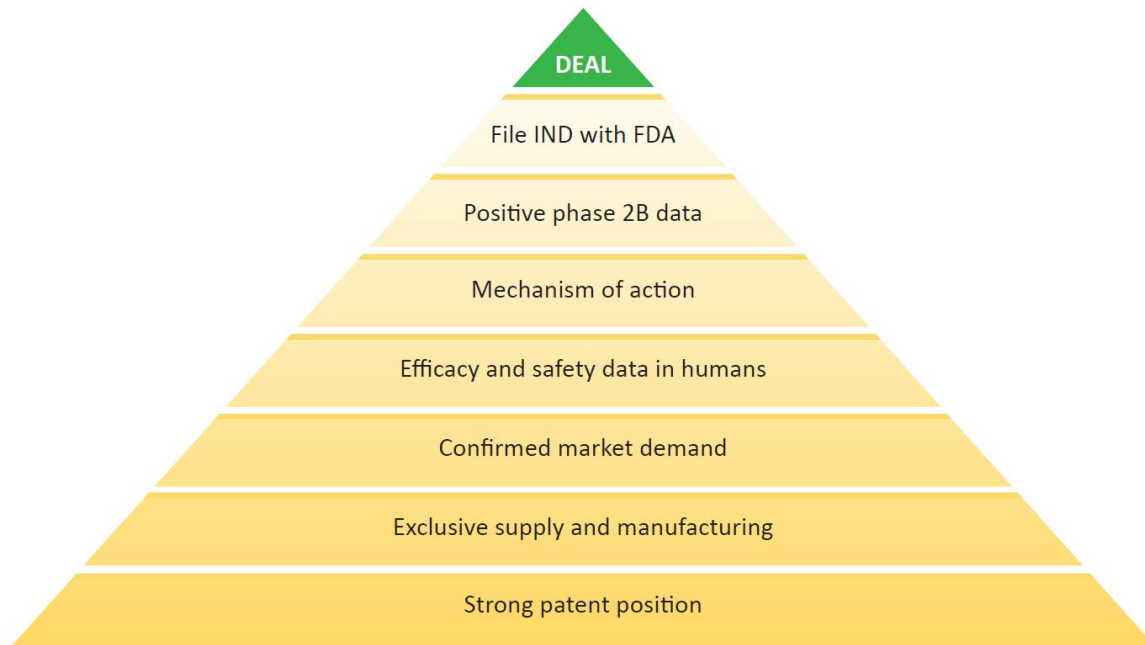 DEAL
File IND with FDA
Positive phase 2B data
Mechanism of action
Efficacy and safety data in humans
Confirmed market demand
Exclusive supply and manufacturing
Strong patent position